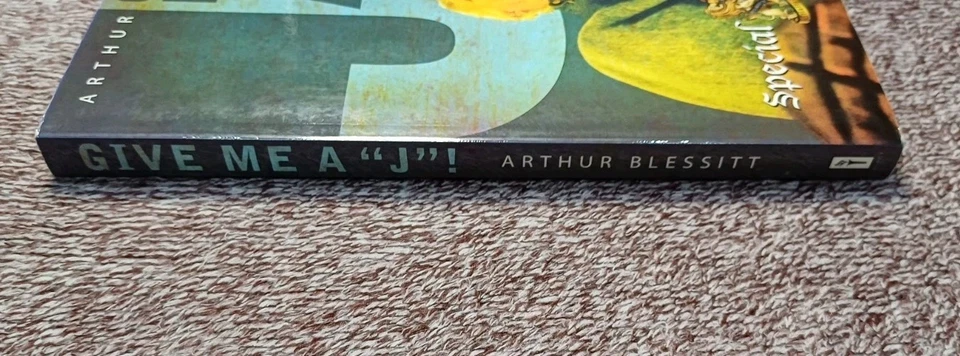 ARTHUR
J
Special
GIVE ME A “J”! ARTHUR BLESSITT